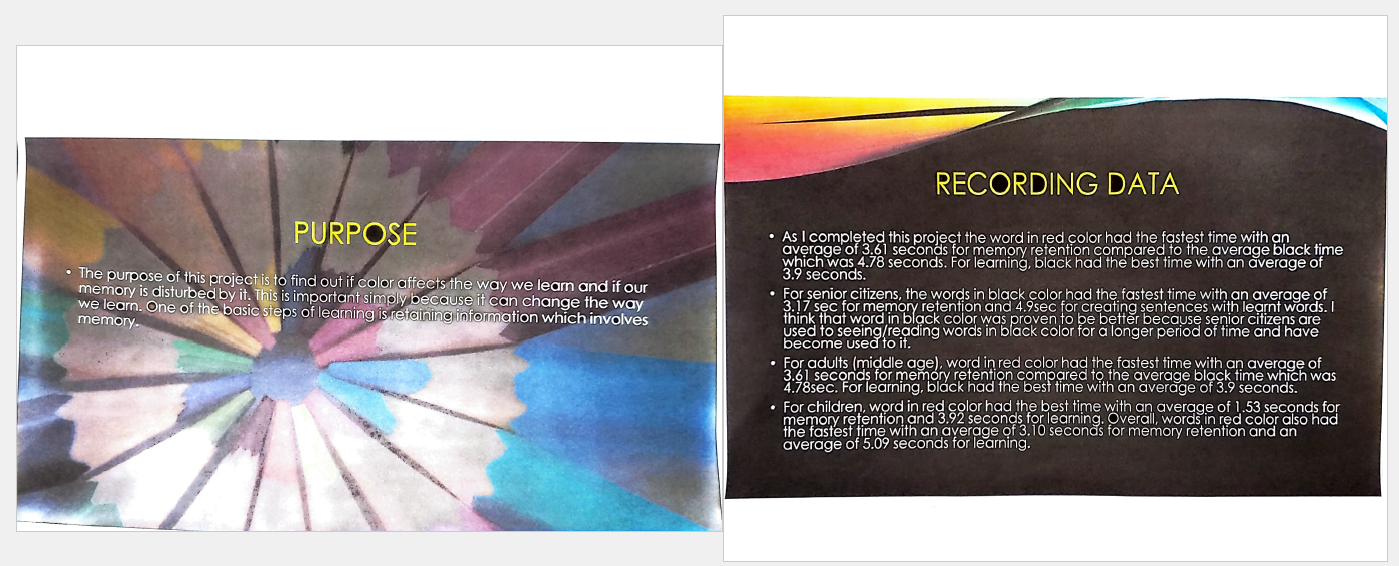 PURPOSE
• The purpose of this project is to find out if color affects the way we learn and if our
memory is disturbed by it. This is important simply because it can change the way
we learn. One of the basic steps of learning is retaining information which involves
memory.
RECORDING DATA
• As I completed this project the word in red color had the fastest time with an
average of 3.61 seconds for memory retention compared to the average black time
which was 4.78 seconds. For learning, black had the best time with an average of
3.9 seconds.
• For senior citizens, the words in black color had the fastest time with an average of
3.17 sec for memory retention and 4.9sec for creating sentences with learnt words. I
think that word in black color was proven to be better because senior citizens are
used to seeing/reading words in black color for a longer period of time and have
become used to it.
• For adults (middle age), word in red color had the fastest time with an average of
3.61 seconds for memory retention compared to the average black time which was
4.78sec. For learning, black had the best time with an average of 3.9 seconds.
• For children, word in red color had the best time with an average of 1.53 seconds for
memory retention and 3.92 seconds for learning. Overall, words in red color also had
the fastest time with an average of 3.10 seconds for memory retention and an
average of 5.09 seconds for learning.